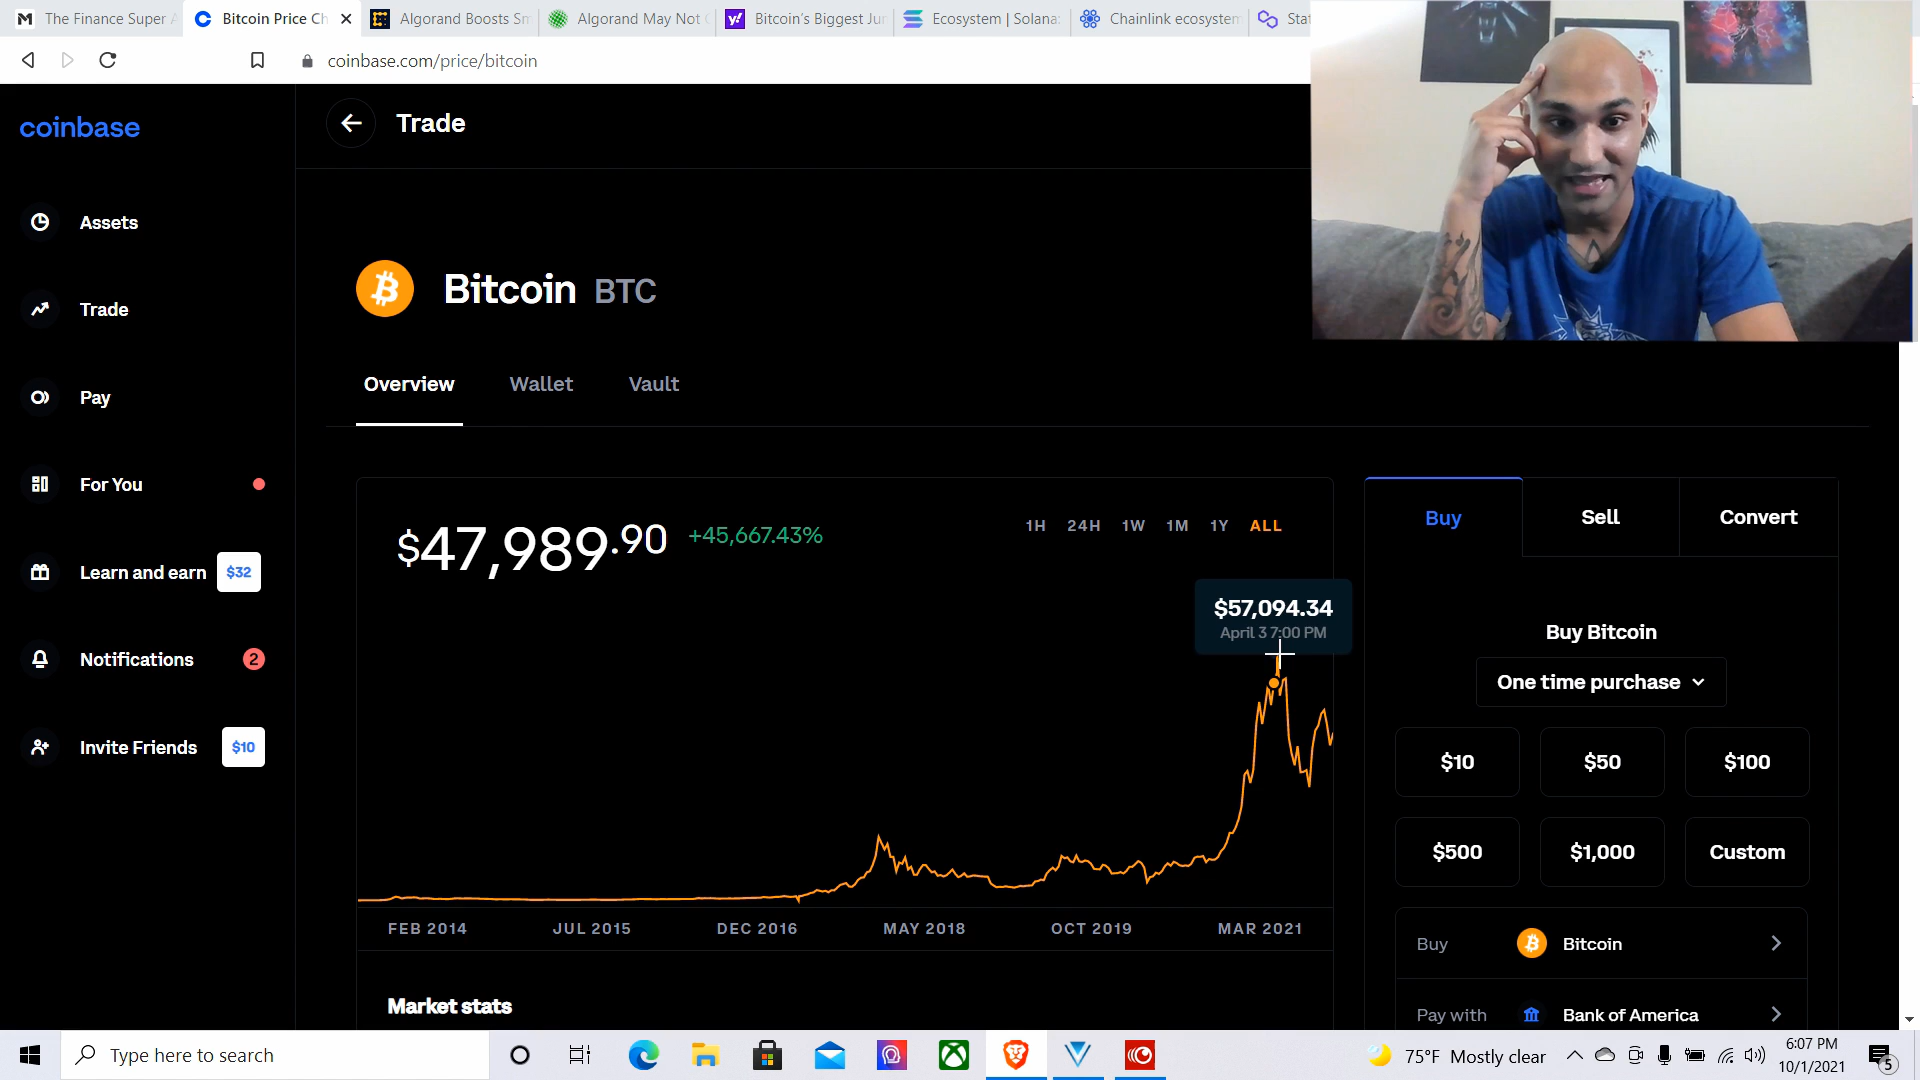 The Finance Super
Bitcoin Price Ch
Algorand Boosts Sm
Algorand May Not
Bitcoin's Biggest Ju
Ecosystem | Solana
Chainlink ecosystem
coinbase.com/price/bitcoin
coinbase
Trade
Assets
Trade
Pay
For You
Learn and earn $32
Notifications 2
Invite Friends $10
Bitcoin BTC
Overview Wallet Vault
$47,989.90 +45,667.43%
1H 24H 1W 1M 1Y ALL
$57,094.34
April 3 7:00 PM
FEB 2014 JUL 2015 DEC 2016 MAY 2018 OCT 2019 MAR 2021
Market stats
Buy Sell Convert
Buy Bitcoin
One time purchase
$10 $50 $100
$500 $1,000 Custom
Buy Bitcoin
Pay with Bank of America
Type here to search
75°F Mostly clear
6:07 PM
10/1/2021
5